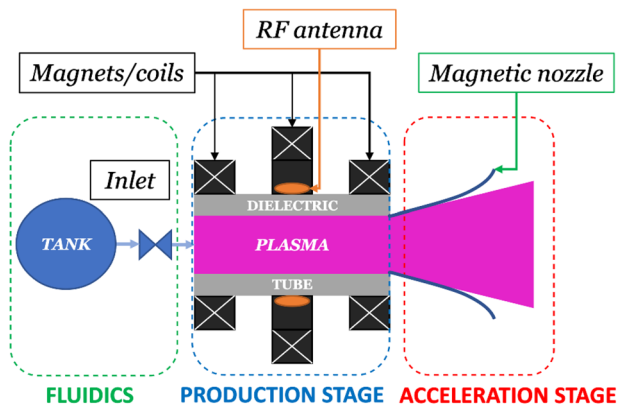 RF antenna
Magnets/coils
Magnetic nozzle
Inlet
DIELECTRIC
TANK
PLASMA
TUBE
FLUIDICS
PRODUCTION STAGE
ACCELERATION STAGE